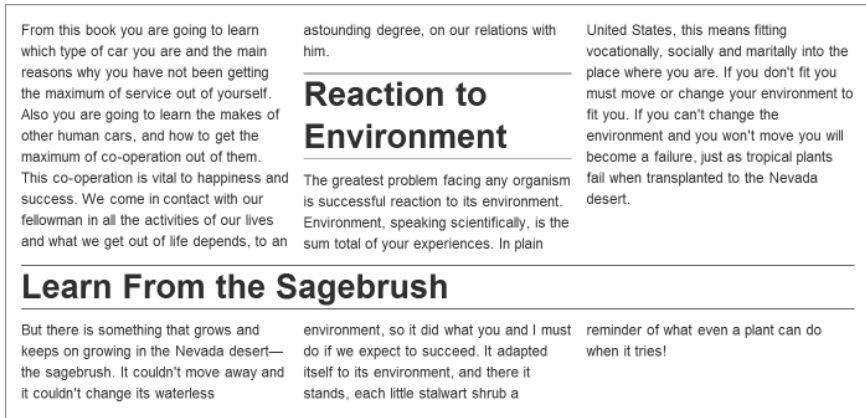 From this book you are going to learn
which type of car you are and the main
reasons why you have not been getting
the maximum of service out of yourself.
Also you are going to learn the makes of
other human cars, and how to get the
maximum of co-operation out of them.
This co-operation is vital to happiness and
success. We come in contact with our
fellowman in all the activities of our lives
and what we get out of life depends, to an
astounding degree, on our relations with
him.
Reaction to
Environment
The greatest problem facing any organism
is successful reaction to its environment.
Environment, speaking scientifically, is the
sum total of your experiences. In plain
United States, this means fitting
vocationally, socially and maritally into the
place where you are. If you don't fit you
must move or change your environment to
fit you. If you can't change the
environment and you won't move you will
become a failure, just as tropical plants
fail when transplanted to the Nevada
desert.
Learn From the Sagebrush
But there is something that grows and
keeps on growing in the Nevada desert—
the sagebrush. It couldn't move away and
it couldn't change its waterless
environment, so it did what you and I must
do if we expect to succeed. It adapted
itself to its environment, and there it
stands, each little stalwart shrub a
reminder of what even a plant can do
when it tries!